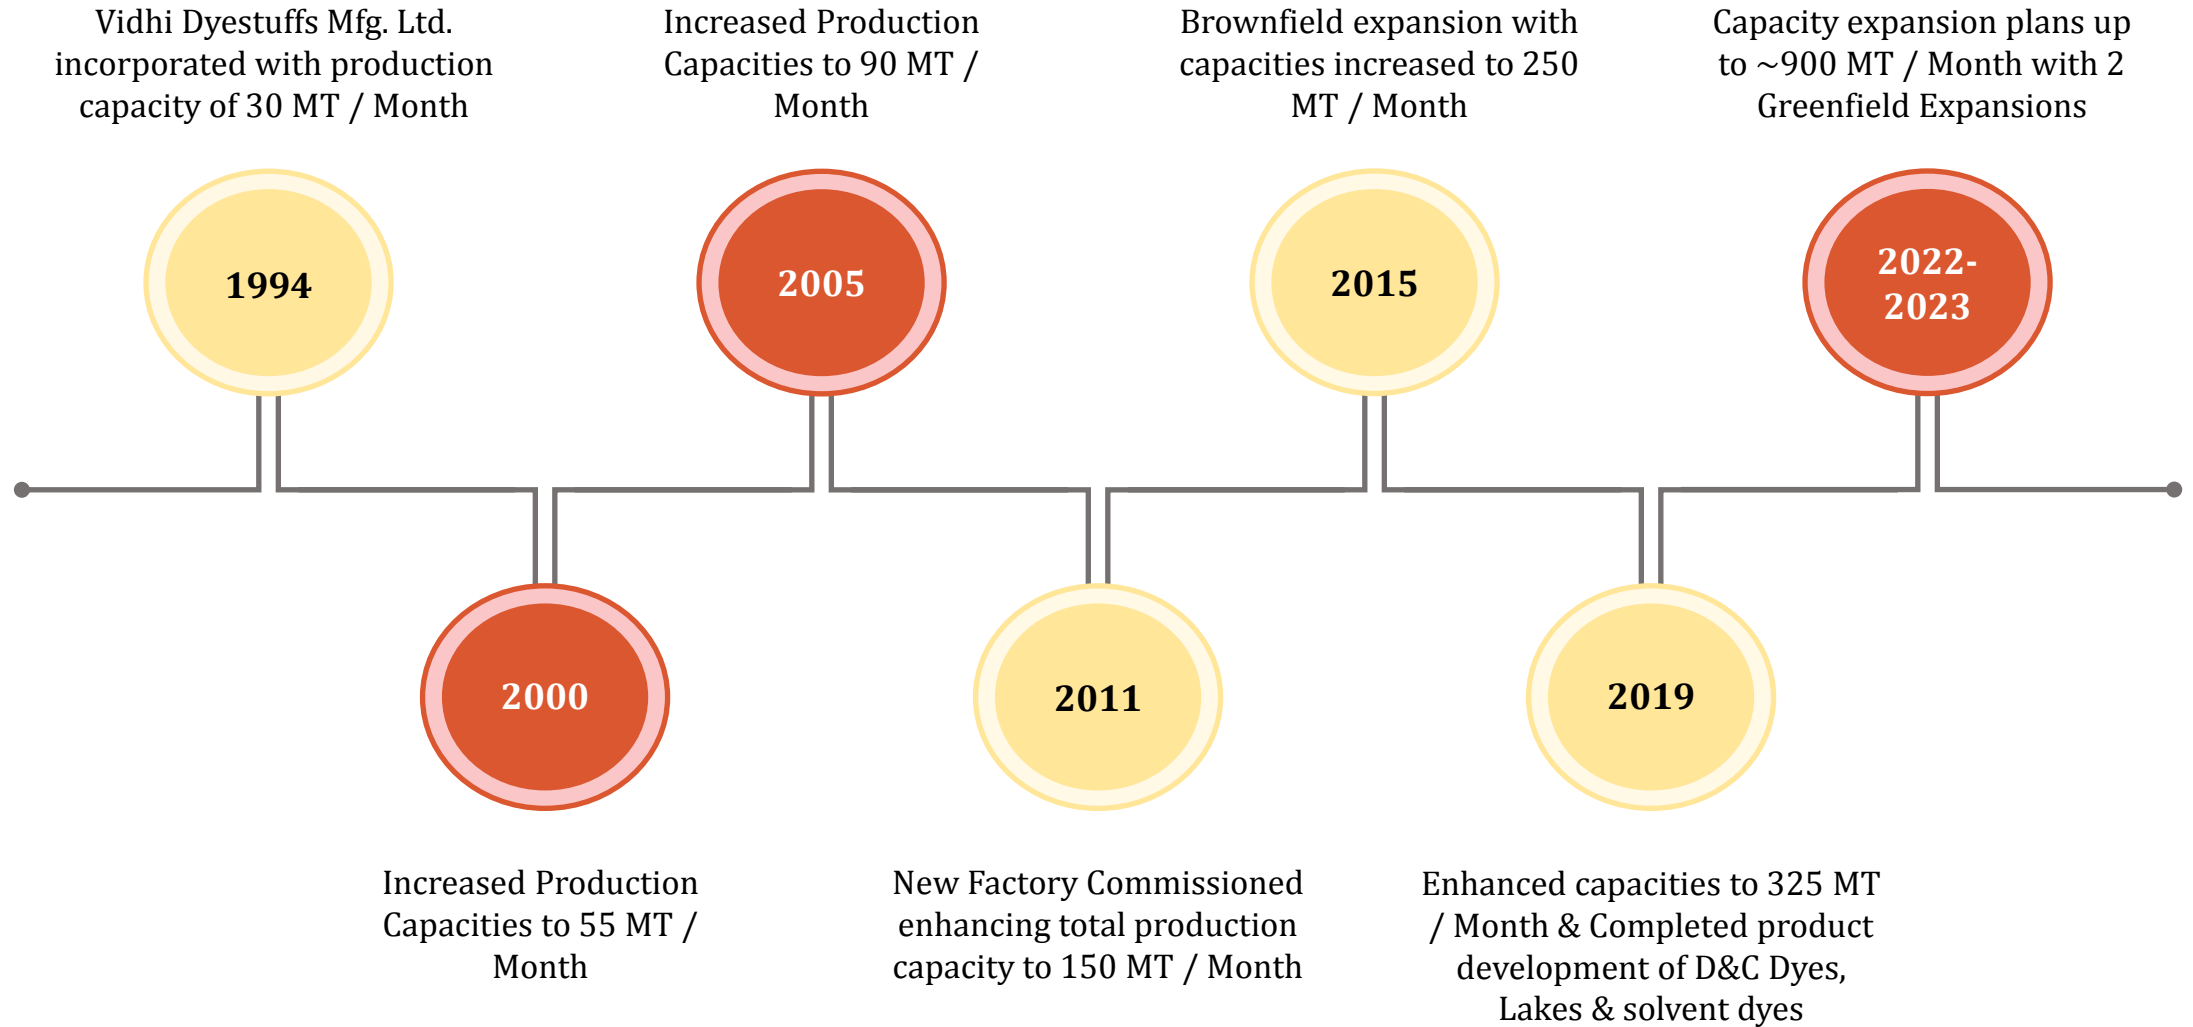 Vidhi Dyestuffs Mfg. Ltd.
incorporated with production
capacity of 30 MT / Month
Increased Production
Capacities to 90 MT /
Month
Brownfield expansion with
capacities increased to 250
MT / Month
Capacity expansion plans up
to ~900 MT / Month with 2
Greenfield Expansions
1994
2005
2015
2022-
2023
2000
2011
2019
Increased Production
Capacities to 55 MT /
Month
New Factory Commissioned
enhancing total production
capacity to 150 MT / Month
Enhanced capacities to 325 MT
/ Month & Completed product
development of D&C Dyes,
Lakes & solvent dyes